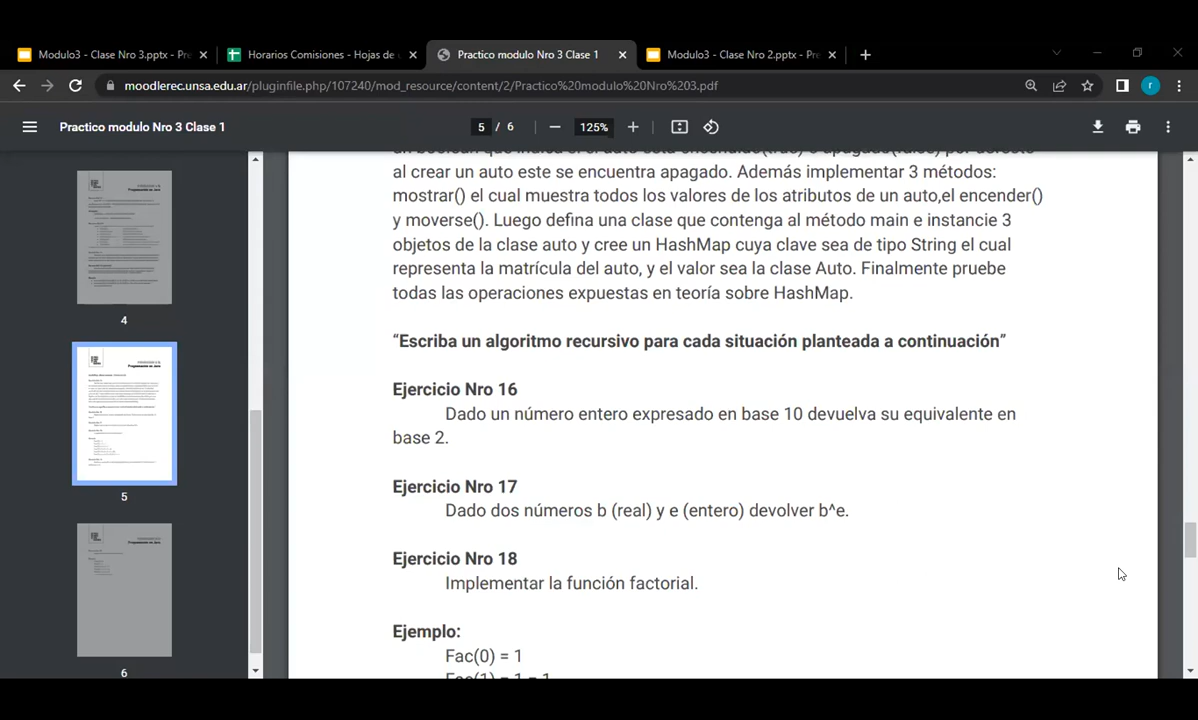 Modulo3 - Clase Nro 3.pptx - Pre
Horarios Comisiones - Hojas de
Practico modulo Nro 3 Clase 1
Modulo3 - Clase Nro 2.pptx - Pre
moodlerec.unsa.edu.ar/pluginfile.php/107240/mod_resource/content/2/Practico%20modulo%20Nro%203.pdf
r
Practico modulo Nro 3 Clase 1
5 / 6
125%
al crear un auto este se encuentra apagado. Además implementar 3 métodos:
mostrar() el cual muestra todos los valores de los atributos de un auto,el encender()
y moverse(). Luego defina una clase que contenga al método main e instancie 3
objetos de la clase auto y cree un HashMap cuya clave sea de tipo String el cual
representa la matrícula del auto, y el valor sea la clase Auto. Finalmente pruebe
todas las operaciones expuestas en teoría sobre HashMap.
“Escriba un algoritmo recursivo para cada situación planteada a continuación”
Ejercicio Nro 16
Dado un número entero expresado en base 10 devuelva su equivalente en
base 2.
Ejercicio Nro 17
Dado dos números b (real) y e (entero) devolver b^e.
Ejercicio Nro 18
Implementar la función factorial.
Ejemplo:
Fac(0) = 1
Fac(1) = 1 = 1
4
5
6